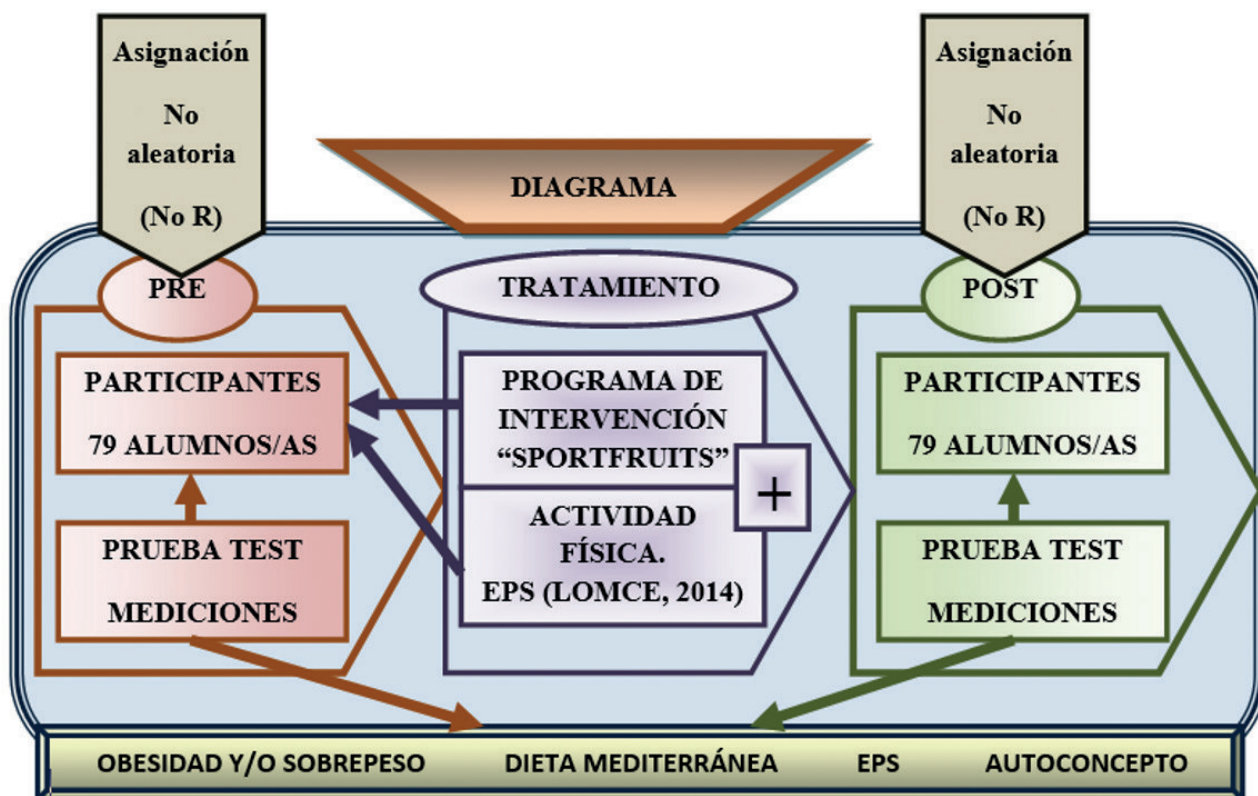 Asignación
No
aleatoria
(No R)
DIAGRAMA
Asignación
No
aleatoria
(No R)
PRE
PARTICIPANTES
79 ALUMNOS/AS
PRUEBA TEST
MEDICIONES
TRATAMIENTO
PROGRAMA DE
INTERVENCIÓN
“SPORTFRUITS”
+
ACTIVIDAD
FÍSICA.
EPS (LOMCE, 2014)
POST
PARTICIPANTES
79 ALUMNOS/AS
PRUEBA TEST
MEDICIONES
OBESIDAD Y/O SOBREPESO DIETA MEDITERRÁNEA EPS AUTOCONCEPTO